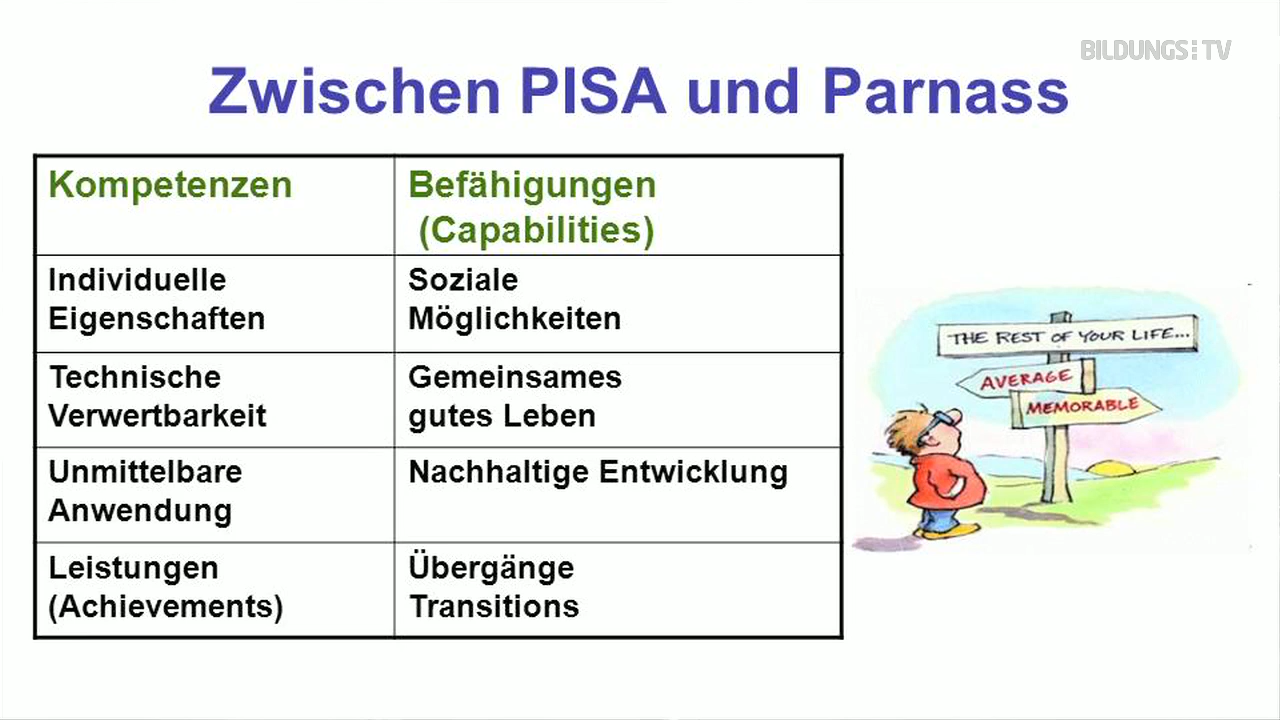 BILDUNGS:TV
Zwischen PISA und Parnass
Kompetenzen
Befähigungen
(Capabilities)
Individuelle
Eigenschaften
Soziale
Möglichkeiten
Technische
Verwertbarkeit
Gemeinsames
gutes Leben
Unmittelbare
Anwendung
Nachhaltige Entwicklung
Leistungen
(Achievements)
Übergänge
Transitions
THE REST OF YOUR LIFE...
AVERAGE
MEMORABLE